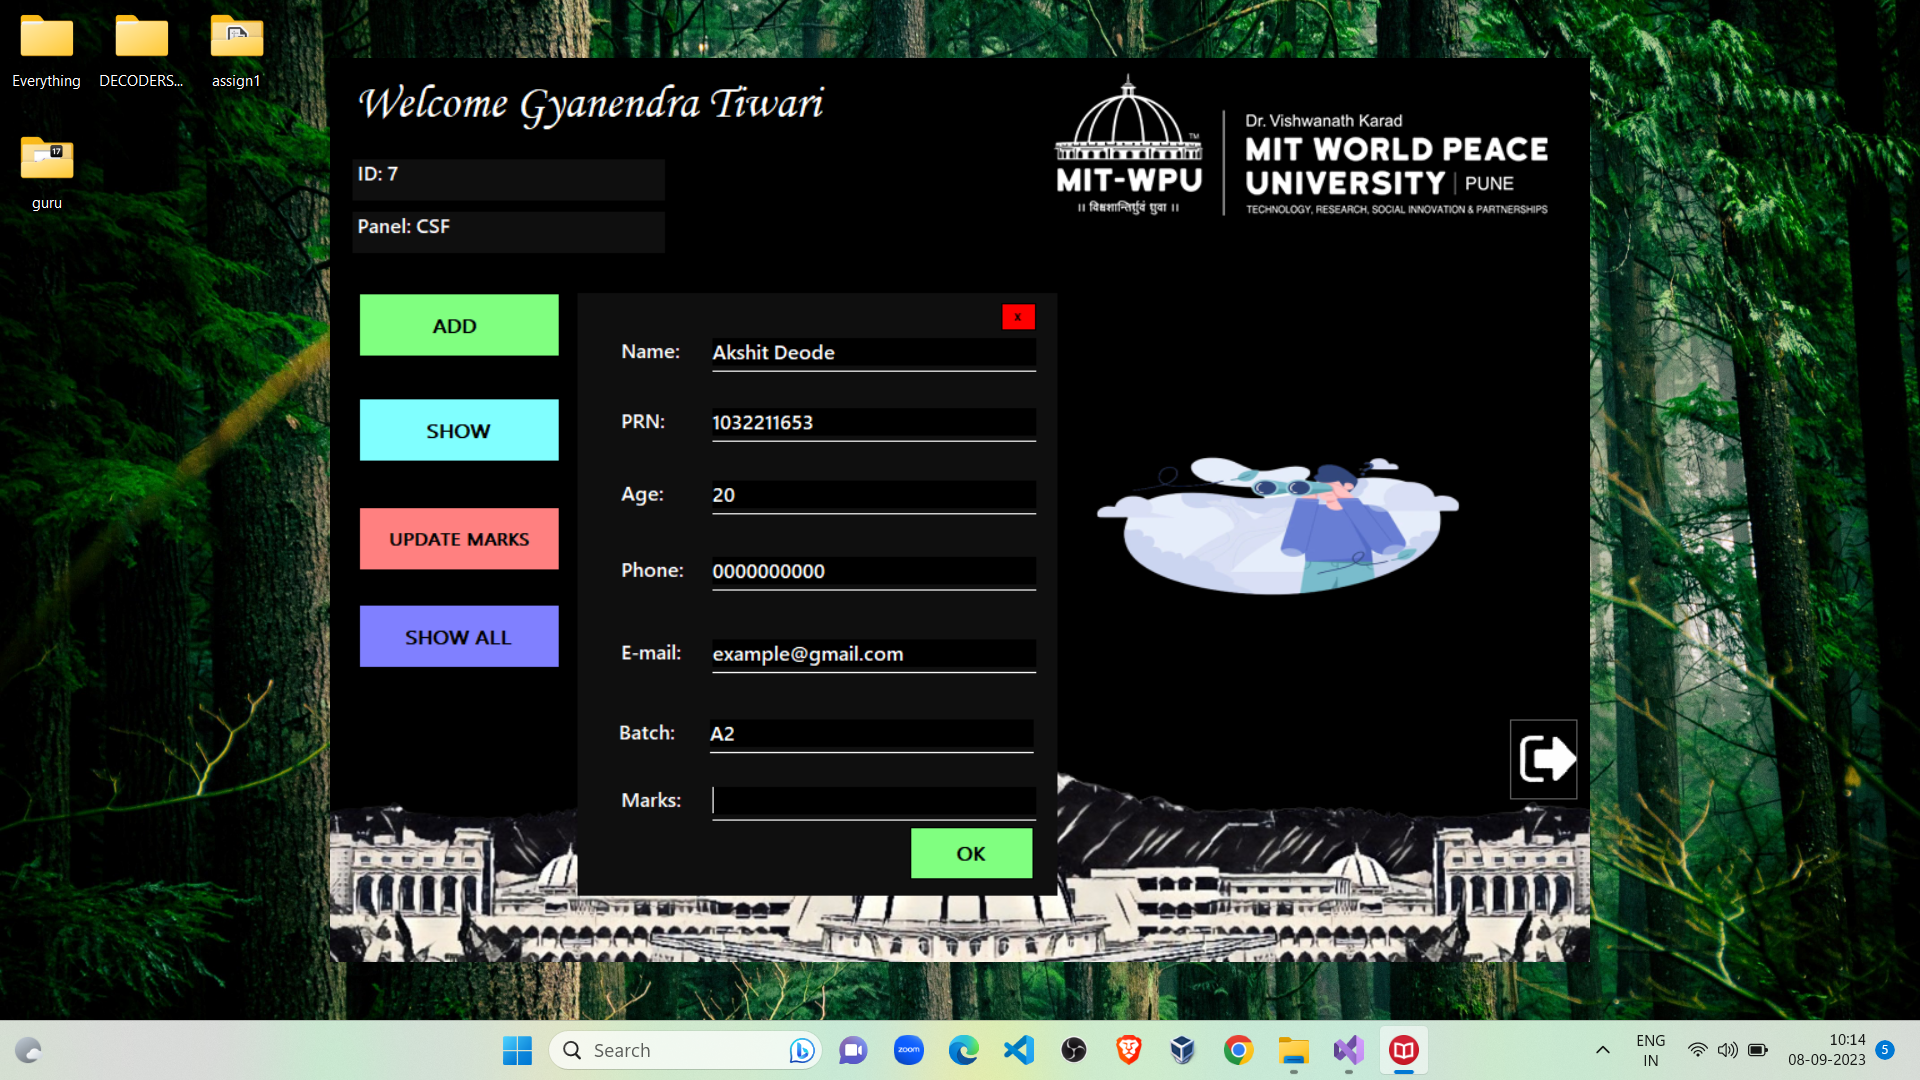 Everything
DECODERS...
assign1
17
guru
Welcome Gyanendra Tiwari
ID: 7
Panel: CSF
TM
MIT-WPU
Dr. Vishwanath Karad
MIT WORLD PEACE
UNIVERSITY | PUNE
TECHNOLOGY, RESEARCH, SOCIAL INNOVATION & PARTNERSHIPS
ADD
SHOW
UPDATE MARKS
SHOW ALL
x
Name: Akshit Deode
PRN: 1032211653
Age: 20
Phone: 0000000000
E-mail: example@gmail.com
Batch: A2
Marks:
OK
Search
zoom
ENG
IN
10:14
08-09-2023
5